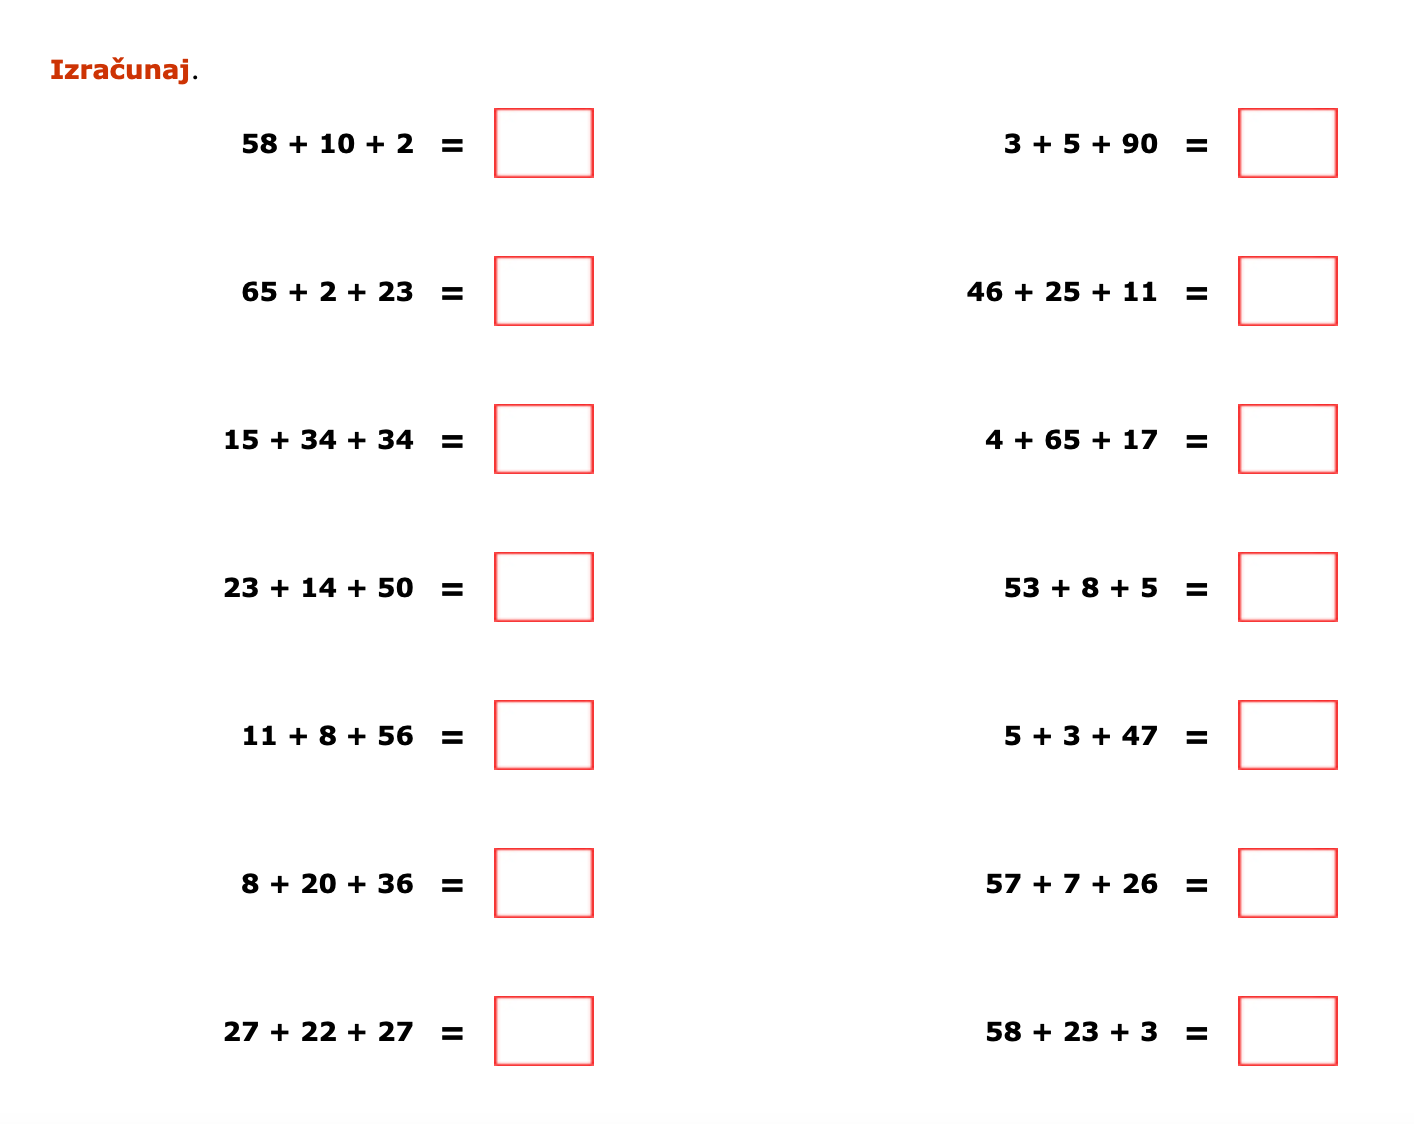 Izračunaj.
58 + 10 + 2 =
3 + 5 + 90 =
65 + 2 + 23 =
46 + 25 + 11 =
15 + 34 + 34 =
4 + 65 + 17 =
23 + 14 + 50 =
53 + 8 + 5 =
11 + 8 + 56 =
5 + 3 + 47 =
8 + 20 + 36 =
57 + 7 + 26 =
27 + 22 + 27 =
58 + 23 + 3 =